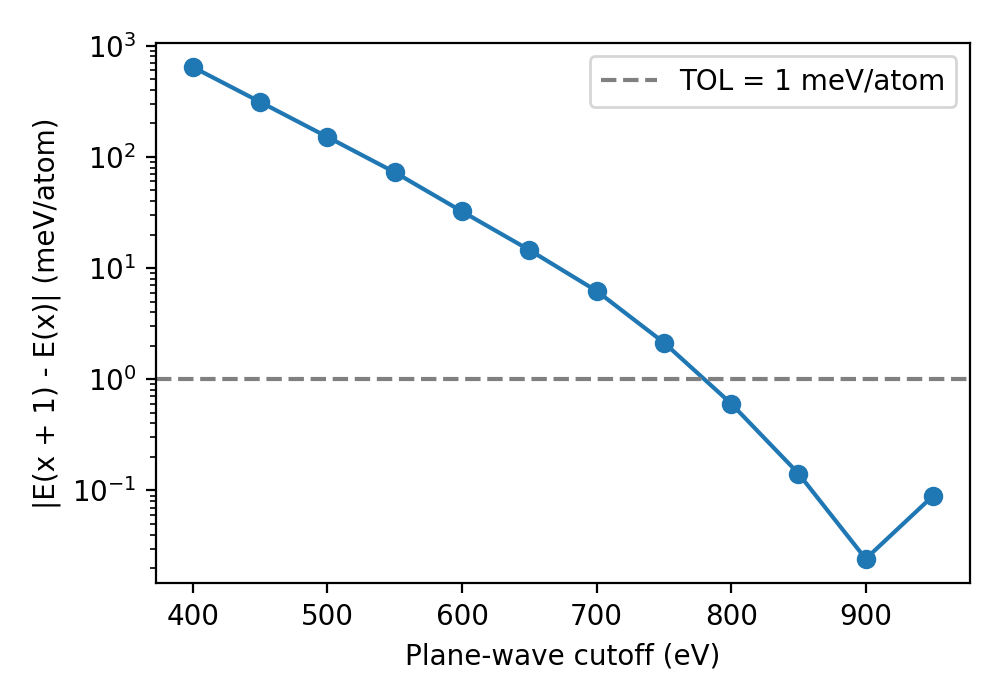 10³
10²
10¹
10⁰
10⁻¹
|E(x + 1) - E(x)| (meV/atom)
TOL = 1 meV/atom
400 500 600 700 800 900
Plane-wave cutoff (eV)